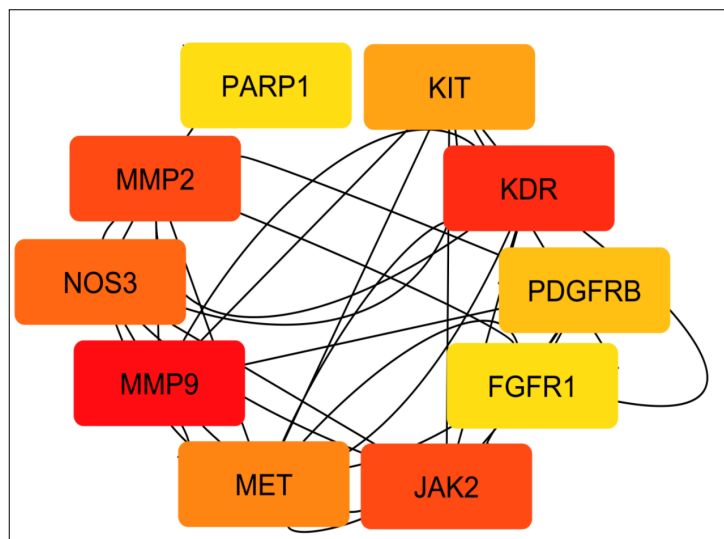 PARP1
KIT
MMP2
KDR
NOS3
PDGFRB
MMP9
FGFR1
MET
JAK2